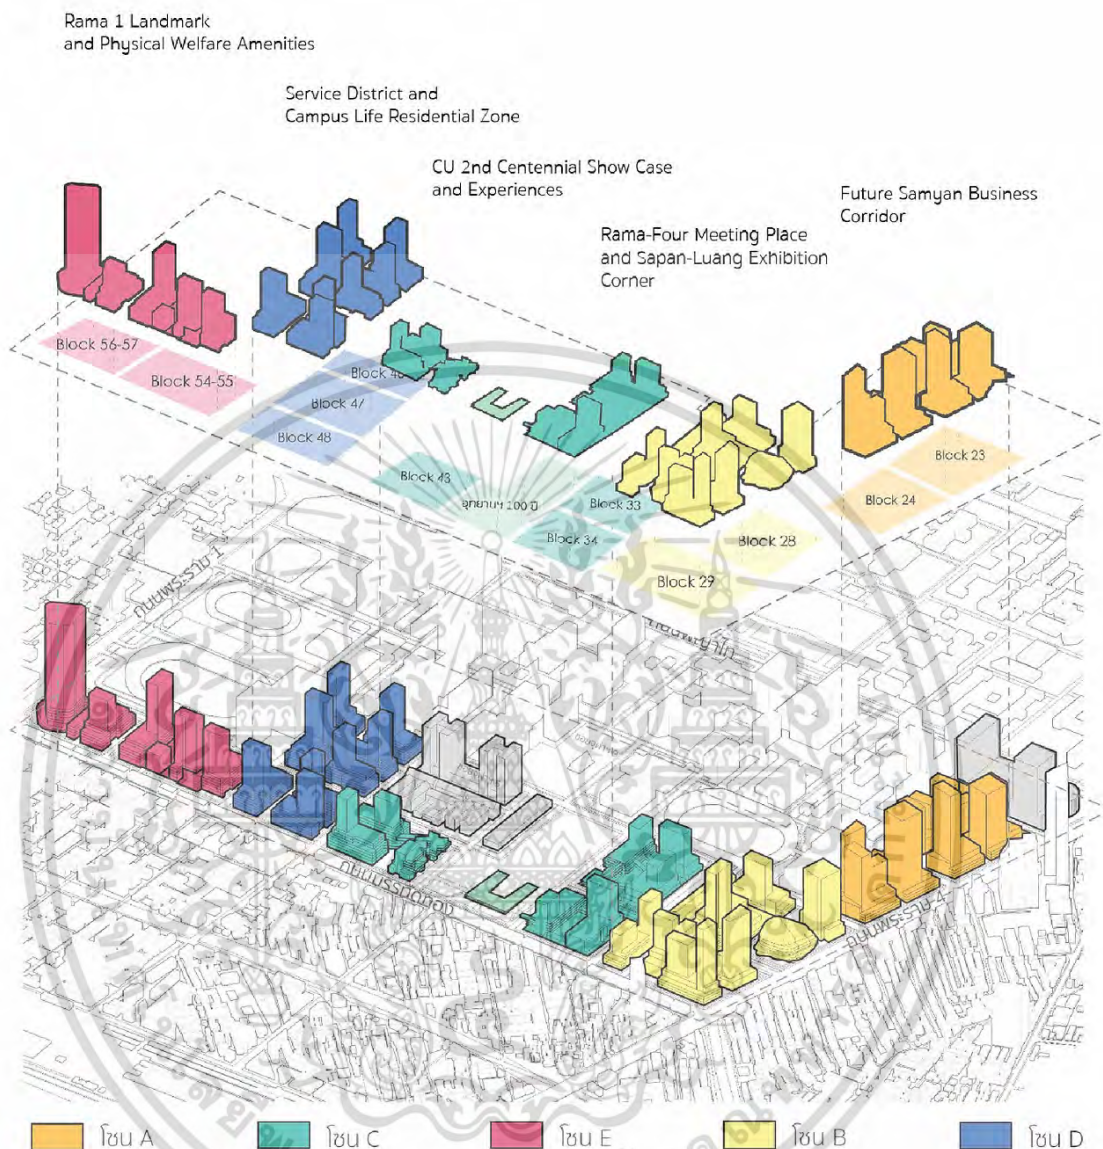 Rama 1 Landmark
and Physical Welfare Amenities
Service District and
Campus Life Residential Zone
CU 2nd Centennial Show Case
and Experiences
Future Samyan Business
Corridor
Rama-Four Meeting Place
and Sapan-Luang Exhibition
Corner
Block 56-57
Block 54-55
Block 47
Block 48
Block 43
อุทยานฯ 100 ปี
Block 33
Block 34
Block 28
Block 29
Block 23
Block 24
ถนนพระราม 1
ถนนพญาไท
ถนนบรรทัดทอง
ถนนพระราม 4
โซน A
โซน C
โซน E
โซน B
โซน D